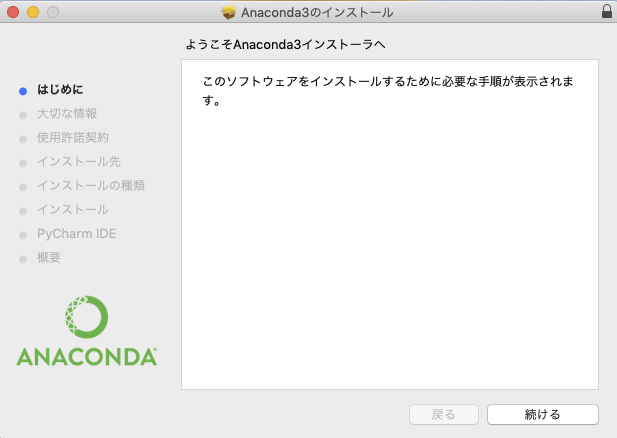 Anaconda3のインストール
ようこそAnaconda3インストーラへ
はじめに
大切な情報
使用許諾契約
インストール先
インストールの種類
インストール
PyCharm IDE
概要
ANACONDA
このソフトウェアをインストールするために必要な手順が表示されま
す。
戻る
続ける